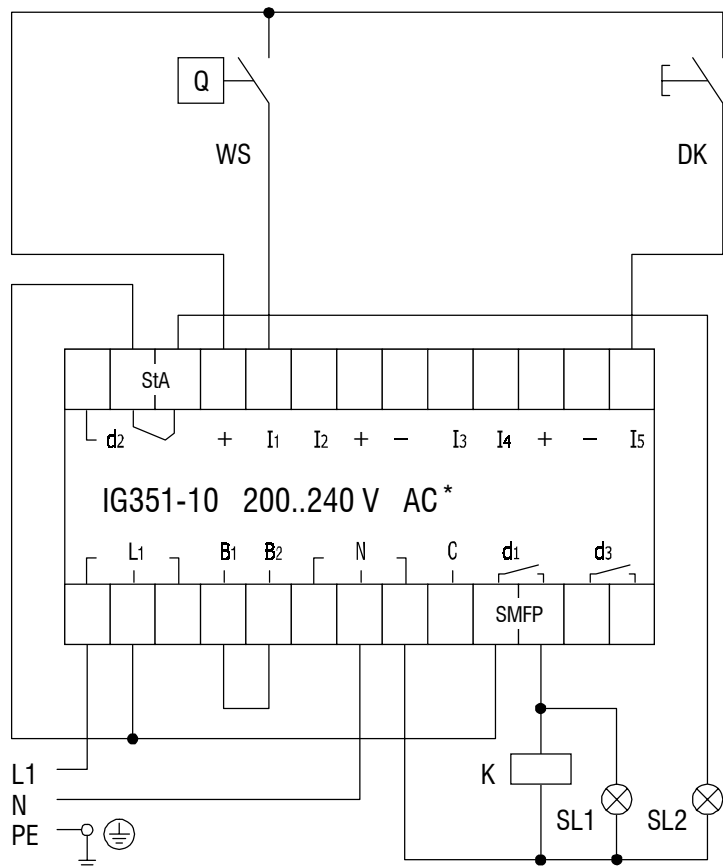 Q
WS DK
StA
d2 + I1 I2 + − I3 I4 + − I5
IG351-10 200..240 V AC*
L1 B1 B2 N C d1 d3
SMFP
L1
N
PE
K SL1 SL2